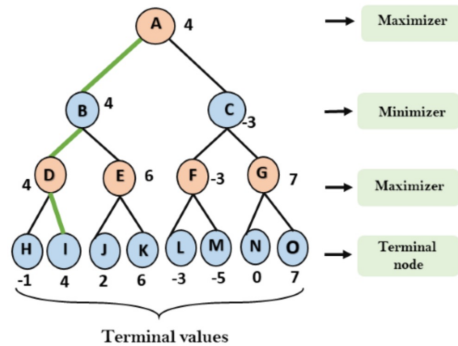 A 4 Maximizer
B 4 C -3 Minimizer
D 4 E 6 F -3 G 7 Maximizer
H I J K L M N O Terminal
node
-1 4 2 6 -3 -5 0 7
Terminal values